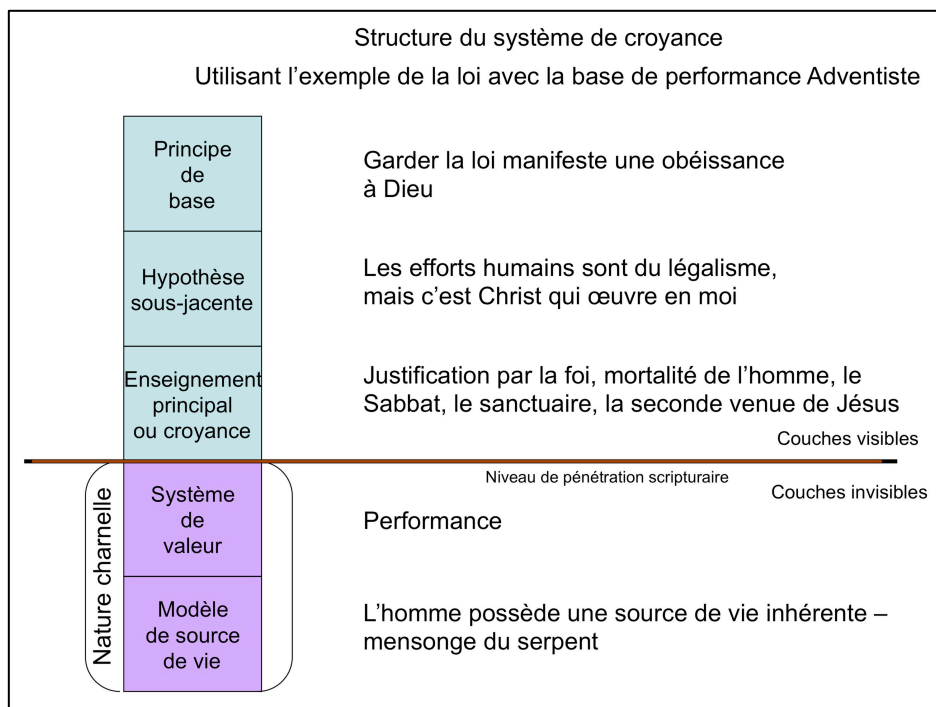 Structure du système de croyance
Utilisant l’exemple de la loi avec la base de performance Adventiste
Principe
de
base
Garder la loi manifeste une obéissance
à Dieu
Hypothèse
sous-jacente
Les efforts humains sont du légalisme,
mais c’est Christ qui œuvre en moi
Enseignement
principal
ou croyance
Justification par la foi, mortalité de l’homme, le
Sabbat, le sanctuaire, la seconde venue de Jésus
Couches visibles
Niveau de pénétration scripturaire
Couches invisibles
Nature charnelle
Système
de
valeur
Performance
Modèle
de source
de vie
L’homme possède une source de vie inhérente –
mensonge du serpent